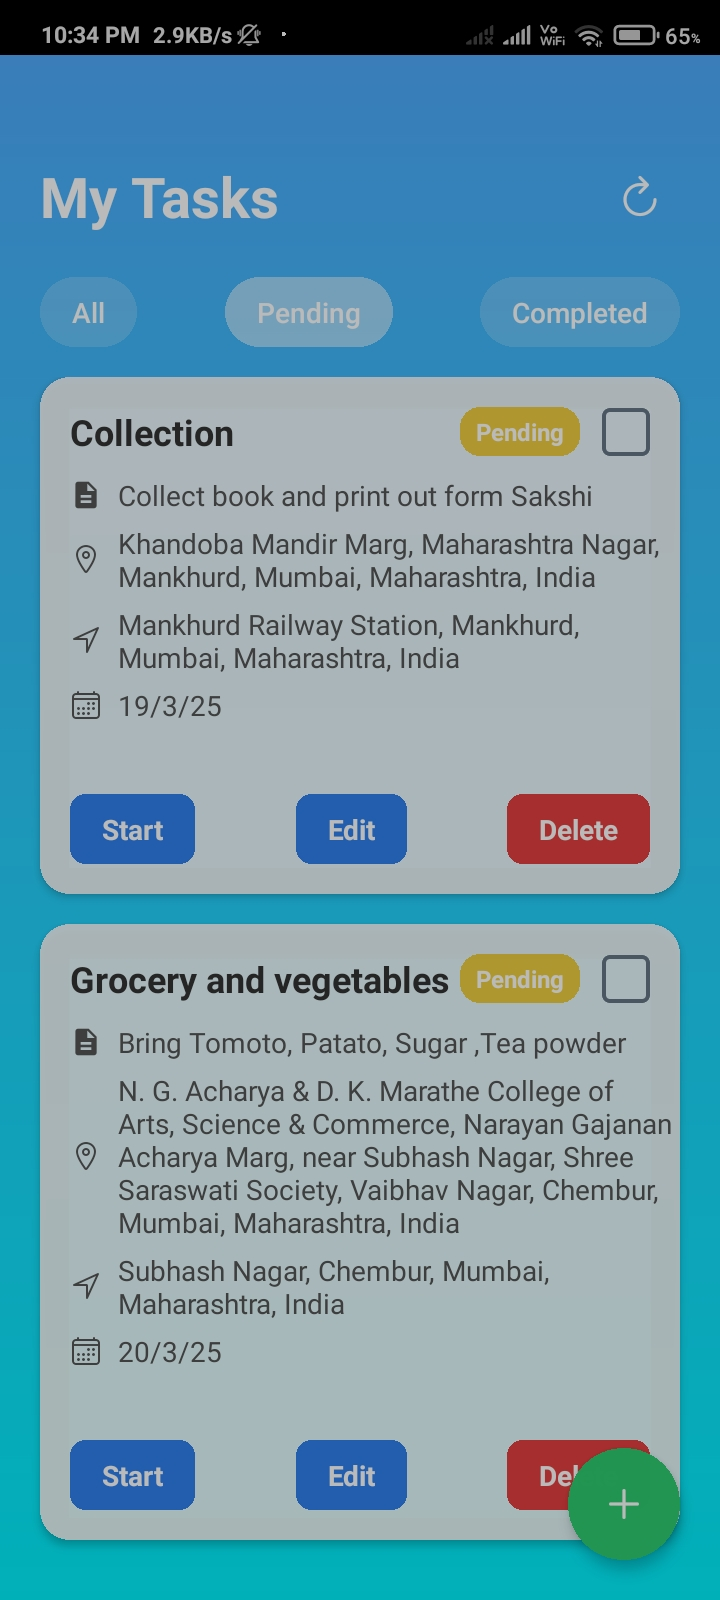 10:34 PM 2.9KB/s Vo WiFi 65%
My Tasks
All Pending Completed
Collection Pending
Collect book and print out form Sakshi
Khandoba Mandir Marg, Maharashtra Nagar,
Mankhurd, Mumbai, Maharashtra, India
Mankhurd Railway Station, Mankhurd,
Mumbai, Maharashtra, India
19/3/25
Start Edit Delete
Grocery and vegetables Pending
Bring Tomoto, Patato, Sugar ,Tea powder
N. G. Acharya & D. K. Marathe College of
Arts, Science & Commerce, Narayan Gajanan
Acharya Marg, near Subhash Nagar, Shree
Saraswati Society, Vaibhav Nagar, Chembur,
Mumbai, Maharashtra, India
Subhash Nagar, Chembur, Mumbai,
Maharashtra, India
20/3/25
Start Edit Del